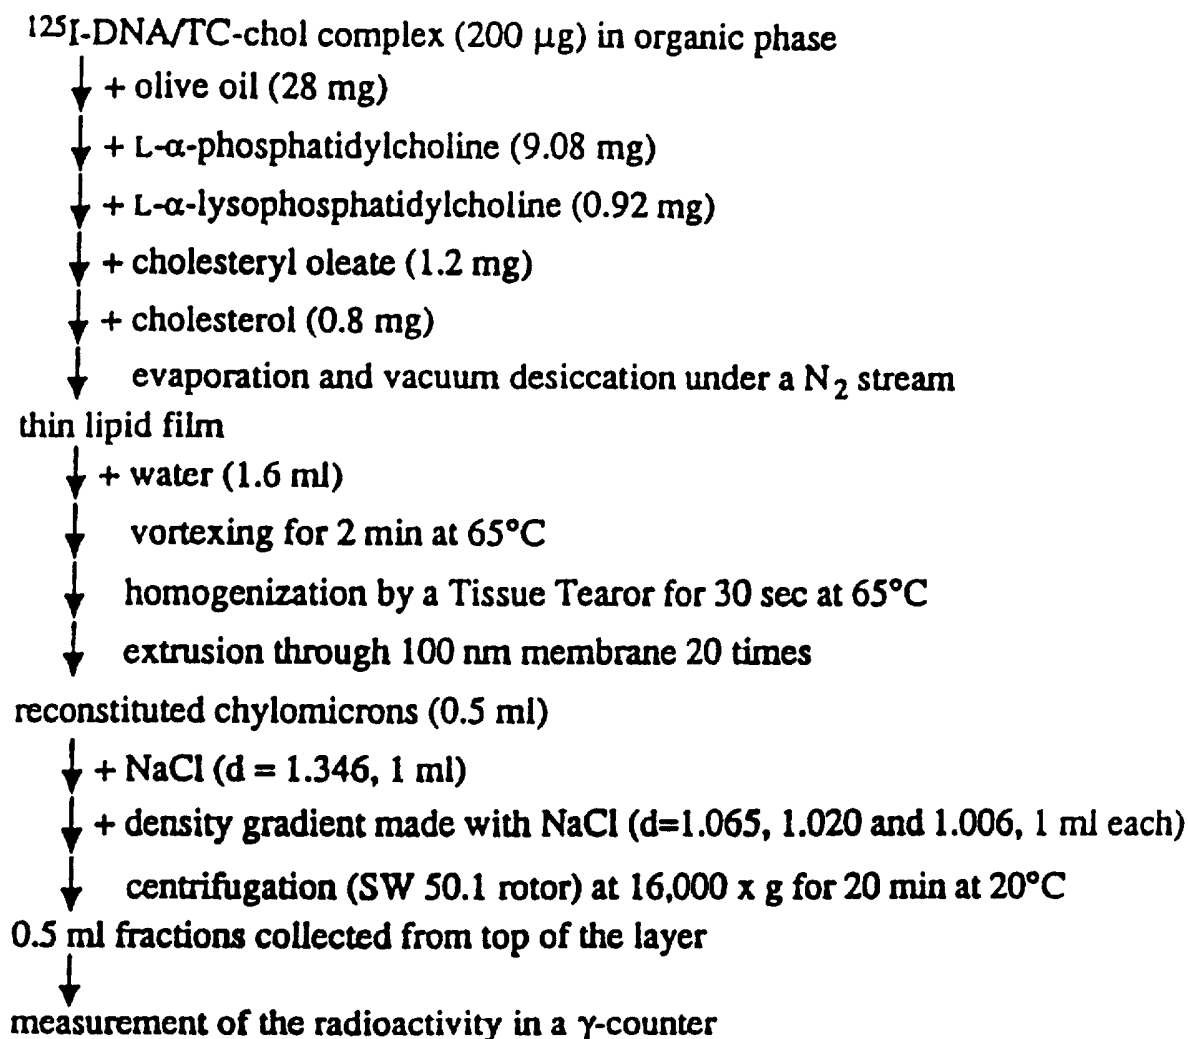 ¹²⁵I-DNA/TC-chol complex (200 µg) in organic phase
+ olive oil (28 mg)
+ L-α-phosphatidylcholine (9.08 mg)
+ L-α-lysophosphatidylcholine (0.92 mg)
+ cholesteryl oleate (1.2 mg)
+ cholesterol (0.8 mg)
evaporation and vacuum desiccation under a N₂ stream
thin lipid film
+ water (1.6 ml)
vortexing for 2 min at 65°C
homogenization by a Tissue Tearor for 30 sec at 65°C
extrusion through 100 nm membrane 20 times
reconstituted chylomicrons (0.5 ml)
+ NaCl (d = 1.346, 1 ml)
+ density gradient made with NaCl (d=1.065, 1.020 and 1.006, 1 ml each)
centrifugation (SW 50.1 rotor) at 16,000 x g for 20 min at 20°C
0.5 ml fractions collected from top of the layer
measurement of the radioactivity in a γ-counter